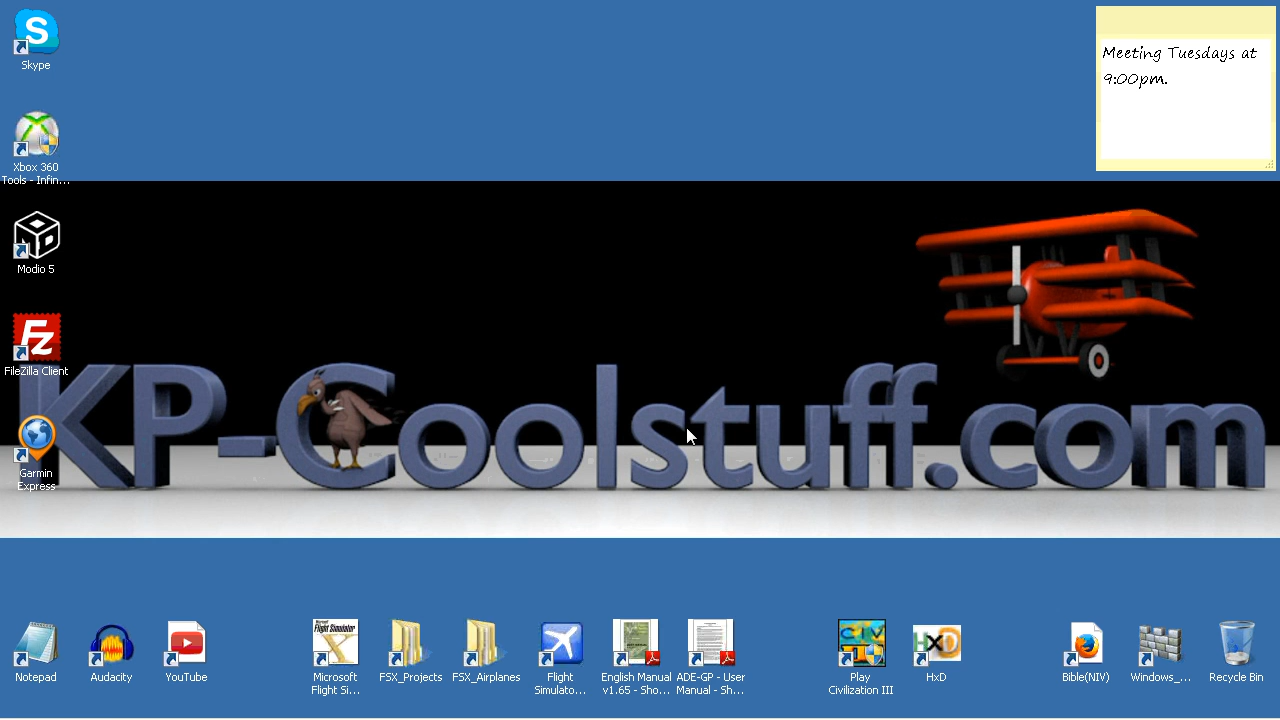 Skype
Meeting Tuesdays at
9:00pm.
Xbox 360
Tools - Infin...
Modio 5
FileZilla Client
KP-Coolstuff.com
Garmin
Express
Notepad
Audacity
YouTube
Microsoft
Flight Si...
FSX_Projects
FSX_Airplanes
Flight
Simulato...
English Manual
v1.65 - Sho...
ADE-GP - User
Manual - Sh...
Play
Civilization III
HxD
Bible(NIV)
Windows_...
Recycle Bin